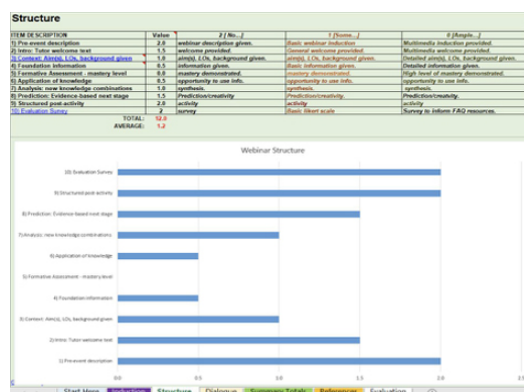 Structure
ITEM DESCRIPTION Value 2 [ No...] 1 [Some...] 0 [Ample...]
1) Pre-event description 2.0 webinar description given. Basic webinar induction Multimedia induction provided.
2) Intro: Tutor welcome text 1.5 welcome provided. General welcome provided. Multimedia welcome provided.
3) Context: Aim(s), LOs, background given 1.0 aim(s), LOs, background given. aim(s), LOs, background given. Detailed aim(s), LOs, background given.
4) Foundation information 0.5 information given. Basic information given. Detailed information given.
5) Formative Assessment - mastery level 0.0 mastery demonstrated. mastery demonstrated. High level of mastery demonstrated.
6) Application of knowledge 0.5 opportunity to use info. opportunity to use info. opportunity to use info.
7) Analysis: new knowledge combinations 1.0 synthesis. synthesis. synthesis.
8) Prediction: Evidence-based next stage 1.5 Prediction/creativity. Prediction/creativity. Prediction/creativity.
9) Structured post-activity 2.0 activity activity activity
10) Evaluation Survey 2 survey Basic likert scale Survey to inform FAQ resources.
TOTAL: 12.0
AVERAGE: 1.2
Webinar Structure
10) Evaluation Survey
9) Structured post-activity
8) Prediction: Evidence-based next stage
7) Analysis: new knowledge combinations
6) Application of knowledge
5) Formative Assessment - mastery level
4) Foundation information
3) Context: Aim(s), LOs, background given
2) Intro: Tutor welcome text
1) Pre-event description
0.0 0.5 1.0 1.5 2.0 2.5
Start Here Induction Structure Dialogue Summary Totals References Evaluation